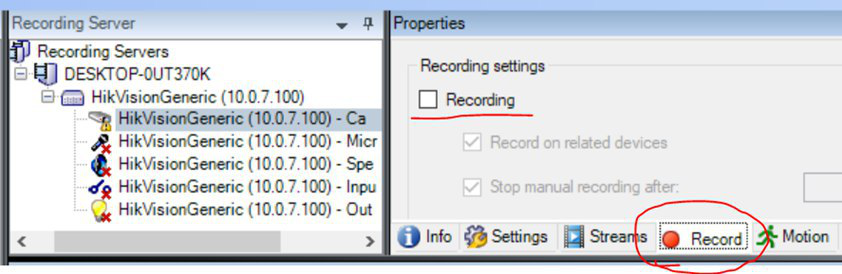 Recording Server
Recording Servers
DESKTOP-0UT370K
HikVisionGeneric (10.0.7.100)
HikVisionGeneric (10.0.7.100) - Ca
HikVisionGeneric (10.0.7.100) - Micr
HikVisionGeneric (10.0.7.100) - Spe
HikVisionGeneric (10.0.7.100) - Inpu
HikVisionGeneric (10.0.7.100) - Out
Properties
Recording settings
Recording
Record on related devices
Stop manual recording after:
Info Settings Streams Record Motion